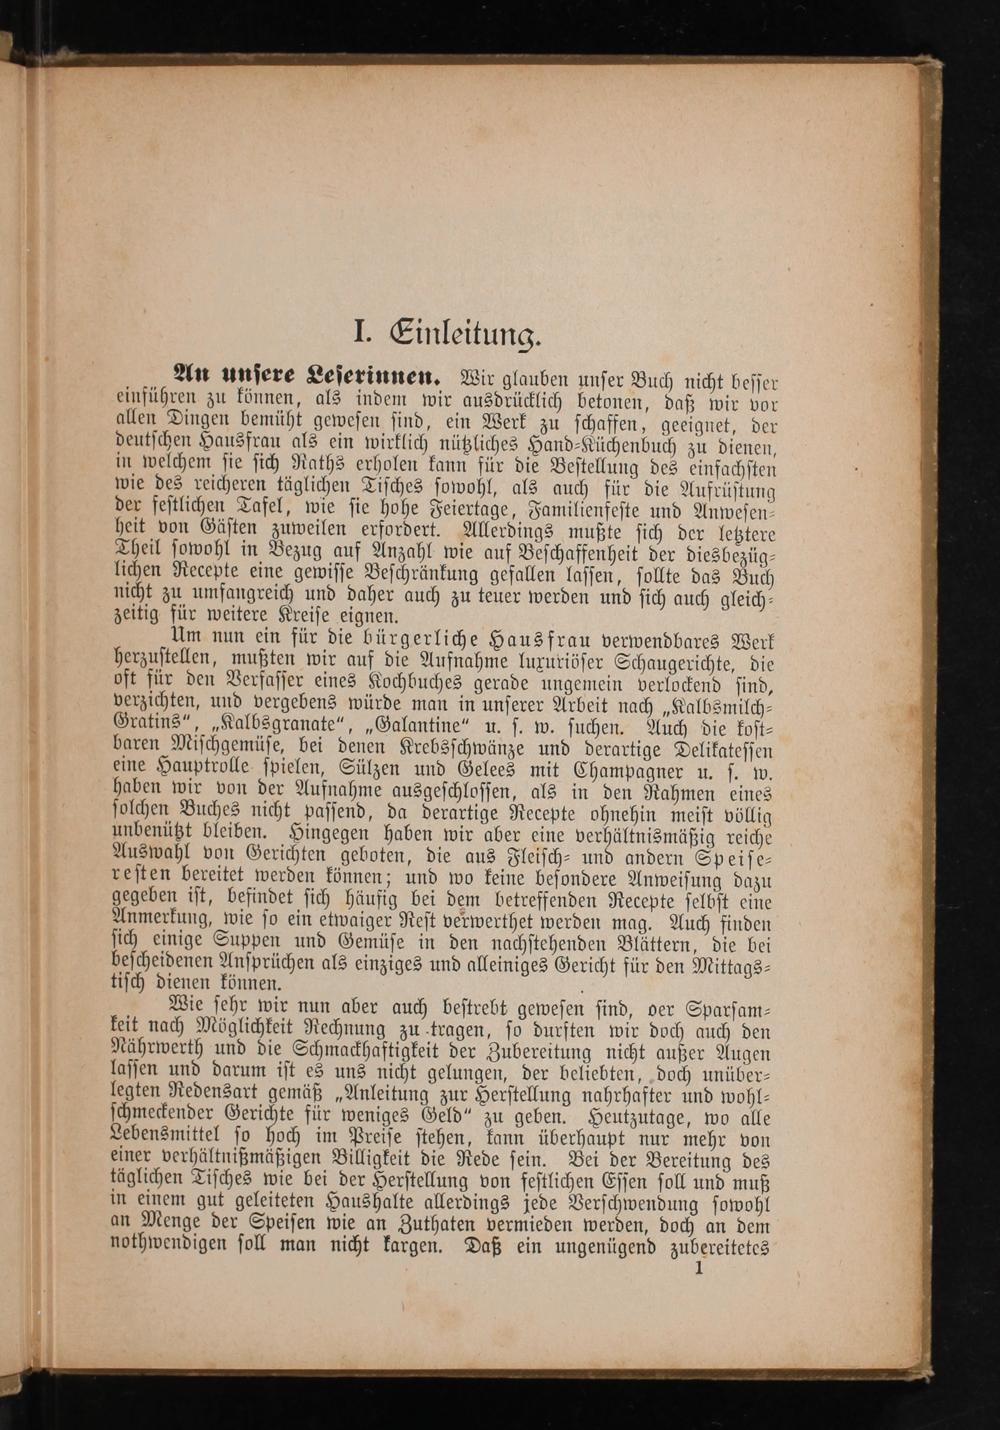 I. Einleitung.
An unsere Leserinnen. Wir glauben unser Buch nicht besser
einführen zu können, als indem wir ausdrücklich betonen, daß wir vor
allen Dingen bemüht gewesen sind, ein Werk zu schaffen, geeignet, der
deutschen Hausfrau als ein wirklich nützliches Hand-Küchenbuch zu dienen,
in welchem sie sich Raths erholen kann für die Bestellung des einfachsten
wie des reicheren täglichen Tisches sowohl, als auch für die Aufrüstung
der festlichen Tafel, wie sie hohe Feiertage, Familienfeste und Anwesen-
heit von Gästen zuweilen erfordert. Allerdings mußte sich der letztere
Theil sowohl in Bezug auf Anzahl wie auf Beschaffenheit der diesbezüg-
lichen Recepte eine gewisse Beschränkung gefallen lassen, sollte das Buch
nicht zu umfangreich und daher auch zu teuer werden und sich auch gleich-
zeitig für weitere Kreise eignen.
Um nun ein für die bürgerliche Hausfrau verwendbares Werk
herzustellen, mußten wir auf die Aufnahme luxuriöser Schaugerichte, die
oft für den Verfasser eines Kochbuches gerade ungemein verlockend sind,
verzichten, und vergebens würde man in unserer Arbeit nach „Kalbsmilch-
Gratins“, „Kalbsgranate“, „Galantine“ u. s. w. suchen. Auch die kost-
baren Mischgemüse, bei denen Krebsschwänze und derartige Delikatessen
eine Hauptrolle spielen, Sülzen und Gelees mit Champagner u. s. w.
haben wir von der Aufnahme ausgeschlossen, als in den Rahmen eines
solchen Buches nicht passend, da derartige Recepte ohnehin meist völlig
unbenützt bleiben. Hingegen haben wir aber eine verhältnismäßig reiche
Auswahl von Gerichten geboten, die aus Fleisch- und andern Speise-
resten bereitet werden können; und wo keine besondere Anweisung dazu
gegeben ist, befindet sich häufig bei dem betreffenden Recepte selbst eine
Anmerkung, wie so ein etwaiger Rest verwerthet werden mag. Auch finden
sich einige Suppen und Gemüse in den nachstehenden Blättern, die bei
bescheidenen Ansprüchen als einziges und alleiniges Gericht für den Mittags-
tisch dienen können.
Wie sehr wir nun aber auch bestrebt gewesen sind, der Sparsam-
keit nach Möglichkeit Rechnung zu tragen, so durften wir doch auch den
Nährwerth und die Schmackhaftigkeit der Zubereitung nicht außer Augen
lassen und darum ist es uns nicht gelungen, der beliebten, doch unüber-
legten Redensart gemäß „Anleitung zur Herstellung nahrhafter und wohl-
schmeckender Gerichte für weniges Geld“ zu geben. Heutzutage, wo alle
Lebensmittel so hoch im Preise stehen, kann überhaupt nur mehr von
einer verhältnißmäßigen Billigkeit die Rede sein. Bei der Bereitung des
täglichen Tisches wie bei der Herstellung von festlichen Essen soll und muß
in einem gut geleiteten Haushalte allerdings jede Verschwendung sowohl
an Menge der Speisen wie an Zuthaten vermieden werden, doch an dem
nothwendigen soll man nicht kargen. Daß ein ungenügend zubereitetes
1